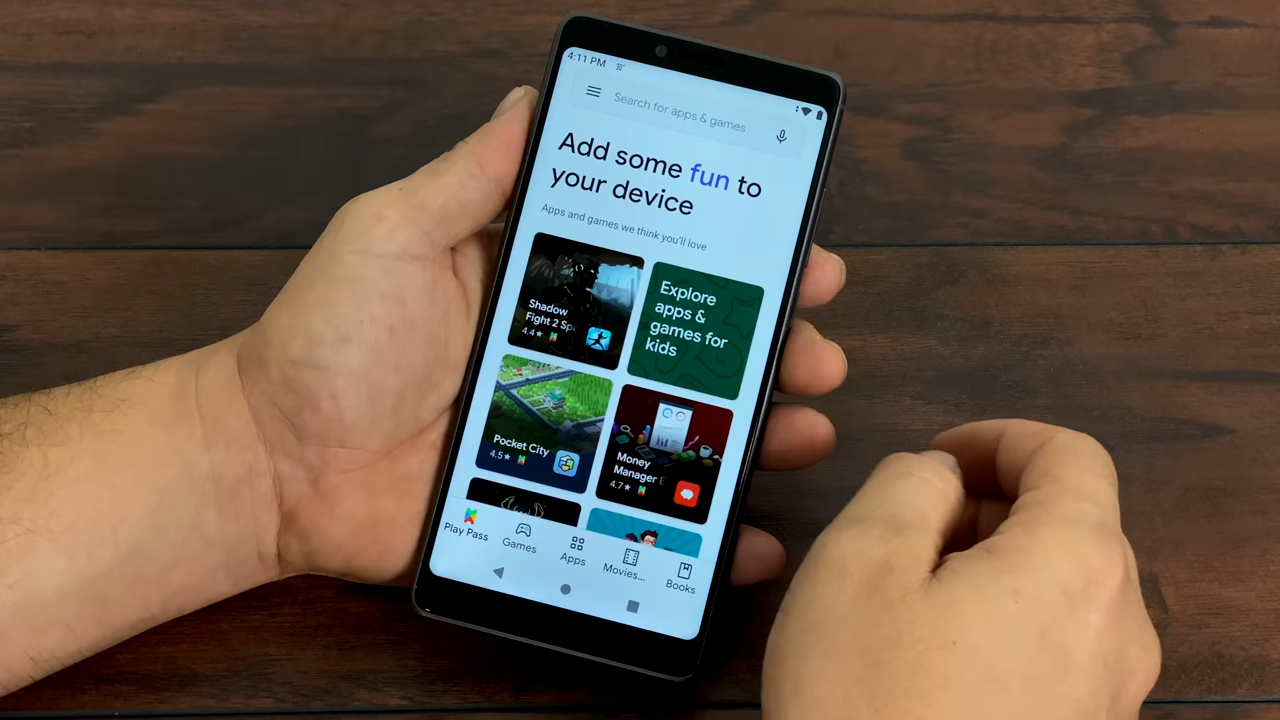 4:11 PM
Search for apps & games
Add some fun to
your device
Apps and games we think you'll love
Shadow
Fight 2 Sp
4.4★
Explore
apps &
games for
kids
Pocket City
4.5★
Money
Manager E
4.7★
Play Pass
Games
Apps
Movies...
Books